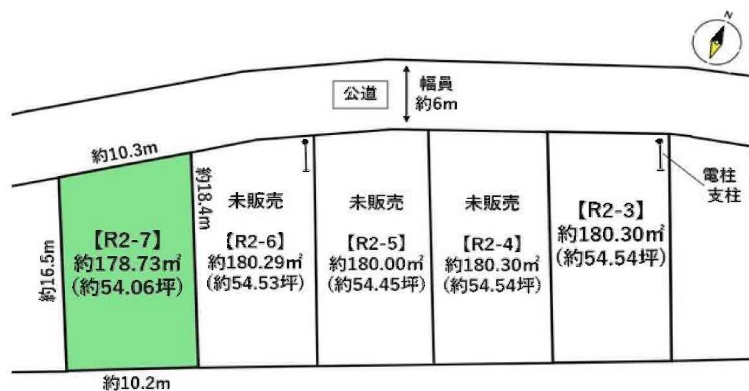 N
公道
幅員
約6m
約10.3m
約18.4m
約16.5m
約10.2m
電柱
支柱
【R2-7】
約178.73㎡
(約54.06坪)
未販売
【R2-6】
約180.29㎡
(約54.53坪)
未販売
【R2-5】
約180.00㎡
(約54.45坪)
未販売
【R2-4】
約180.30㎡
(約54.54坪)
【R2-3】
約180.30㎡
(約54.54坪)